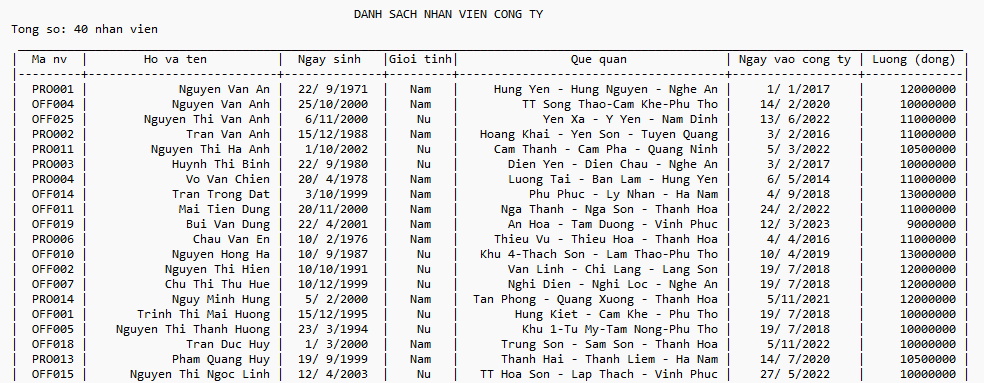 DANH SACH NHAN VIEN CONG TY
Tong so: 40 nhan vien
| Ma nv | Ho va ten | Ngay sinh |Gioi tinh| Que quan | Ngay vao cong ty | Luong (dong) |
| PRO001 | Nguyen Van An | 22/ 9/1971 | Nam | Hung Yen - Hung Nguyen - Nghe An | 1/ 1/2017 | 12000000 |
| OFF004 | Nguyen Van Anh | 25/10/2000 | Nam | TT Song Thao-Cam Khe-Phu Tho | 14/ 2/2020 | 10000000 |
| OFF025 | Nguyen Thi Van Anh | 6/11/2000 | Nu | Yen Xa - Y Yen - Nam Dinh | 13/ 6/2022 | 11000000 |
| PRO002 | Tran Van Anh | 15/12/1988 | Nam | Hoang Khai - Yen Son - Tuyen Quang | 3/ 2/2016 | 11000000 |
| PRO011 | Nguyen Thi Ha Anh | 1/10/2002 | Nu | Cam Thanh - Cam Pha - Quang Ninh | 5/ 3/2022 | 10500000 |
| PRO003 | Huynh Thi Binh | 22/ 9/1980 | Nu | Dien Yen - Dien Chau - Nghe An | 3/ 2/2017 | 10000000 |
| PRO004 | Vo Van Chien | 20/ 4/1978 | Nam | Luong Tai - Ban Lam - Hung Yen | 6/ 5/2014 | 11000000 |
| OFF014 | Tran Trong Dat | 3/10/1999 | Nam | Phu Phuc - Ly Nhan - Ha Nam | 4/ 9/2018 | 13000000 |
| OFF011 | Mai Tien Dung | 20/11/2000 | Nam | Nga Thanh - Nga Son - Thanh Hoa | 24/ 2/2022 | 11000000 |
| OFF019 | Bui Van Dung | 22/ 4/2001 | Nam | An Hoa - Tam Duong - Vinh Phuc | 12/ 3/2023 | 9000000 |
| PRO006 | Chau Van En | 10/ 2/1976 | Nam | Thieu Vu - Thieu Hoa - Thanh Hoa | 4/ 4/2016 | 11000000 |
| OFF010 | Nguyen Hong Ha | 10/ 9/1987 | Nu | Khu 4-Thach Son - Lam Thao-Phu Tho | 10/ 4/2019 | 13000000 |
| OFF002 | Nguyen Thi Hien | 10/10/1991 | Nu | Van Linh - Chi Lang - Lang Son | 19/ 7/2018 | 12000000 |
| OFF007 | Chu Thi Thu Hue | 10/12/1999 | Nu | Nghi Dien - Nghi Loc - Nghe An | 19/ 7/2018 | 12000000 |
| PRO014 | Nguy Minh Hung | 5/ 2/2000 | Nam | Tan Phong - Quang Xuong - Thanh Hoa | 5/11/2021 | 12000000 |
| OFF001 | Trinh Thi Mai Huong | 15/12/1995 | Nu | Hung Kiet - Cam Khe - Phu Tho | 19/ 7/2018 | 10000000 |
| OFF005 | Nguyen Thi Thanh Huong | 23/ 3/1994 | Nu | Khu 1-Tu My-Tam Nong-Phu Tho | 19/ 7/2018 | 10000000 |
| OFF018 | Tran Duc Huy | 1/ 3/2000 | Nam | Trung Son - Sam Son - Thanh Hoa | 5/11/2022 | 10000000 |
| PRO013 | Pham Quang Huy | 19/ 9/1999 | Nam | Thanh Hai - Thanh Liem - Ha Nam | 14/ 7/2020 | 10500000 |
| OFF015 | Nguyen Thi Ngoc Linh | 12/ 4/2003 | Nu | TT Hoa Son - Lap Thach - Vinh Phuc | 27/ 5/2022 | 10000000 |